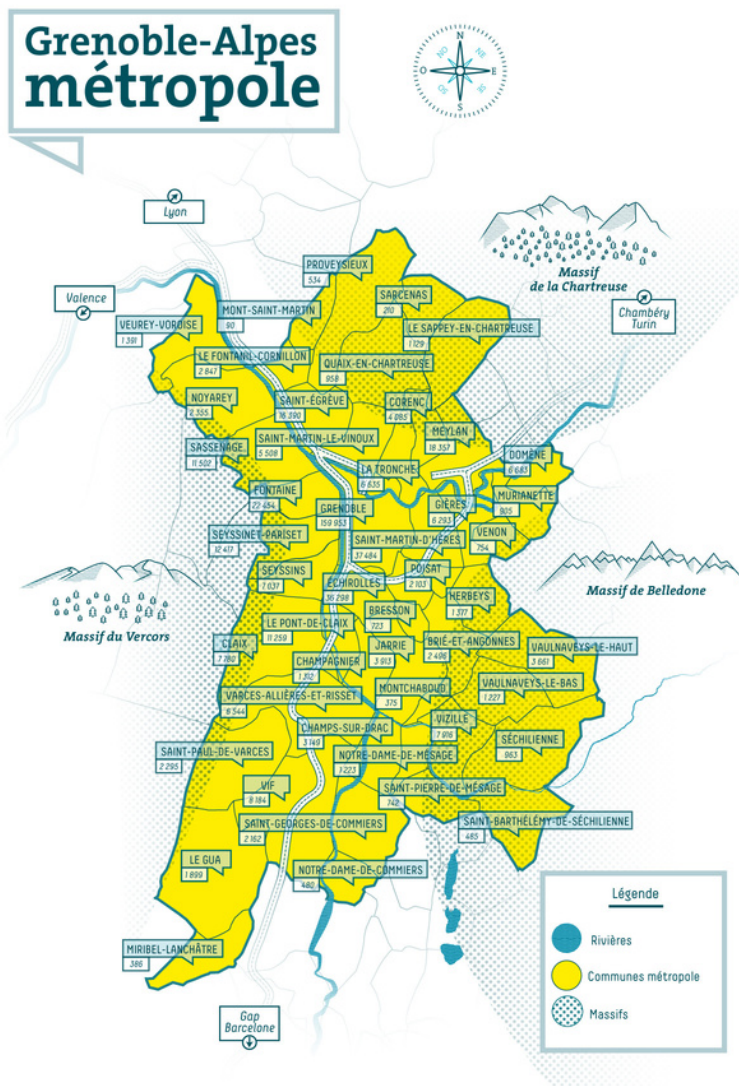 Grenoble-Alpes
métropole
N
NO
NE
O
E
SO
SE
S
Lyon
Valence
Massif
de la Chartreuse
Chambéry
Turin
PROVEYSIEUX
534
SARCENAS
210
MONT-SAINT-MARTIN
90
VEUREY-VOROISE
1 391
LE SAPPEY-EN-CHARTREUSE
1 129
LE FONTANIL-CORNILLON
2 847
QUAIX-EN-CHARTREUSE
958
NOYAREY
2 355
SAINT-ÉGRÈVE
16 390
CORENC
4 085
MEYLAN
18 357
SAINT-MARTIN-LE-VINOUX
5 508
SASSENAGE
11 502
LA TRONCHE
6 635
DOMÈNE
6 683
FONTAINE
22 454
MURIANETTE
905
GRENOBLE
159 953
GIÈRES
6 293
SEYSSINET-PARISET
12 417
SAINT-MARTIN-D'HÈRES
37 484
VENON
754
SEYSSINS
7 037
ÉCHIROLLES
36 298
POISAT
2 103
HERBEYS
1 377
Massif du Vercors
Massif de Belledone
BRESSON
723
LE PONT-DE-CLAIX
11 259
CLAIX
7 780
JARRIE
3 913
BRIÉ-ET-ANGONNES
2 496
VAULNAVEYS-LE-HAUT
3 661
CHAMPAGNIER
1 312
MONTCHABOUD
375
VAULNAVEYS-LE-BAS
1 227
VARCES-ALLIÈRES-ET-RISSET
6 544
CHAMPS-SUR-DRAC
3 149
VIZILLE
7 916
SÉCHILIENNE
963
SAINT-PAUL-DE-VARCES
2 295
NOTRE-DAME-DE-MÉSAGE
1 223
VIF
8 184
SAINT-PIERRE-DE-MÉSAGE
742
SAINT-GEORGES-DE-COMMIERS
2 162
SAINT-BARTHÉLÉMY-DE-SÉCHILIENNE
485
LE GUA
1 899
NOTRE-DAME-DE-COMMIERS
480
MIRIBEL-LANCHÂTRE
386
Gap
Barcelone
Légende
Rivières
Communes métropole
Massifs